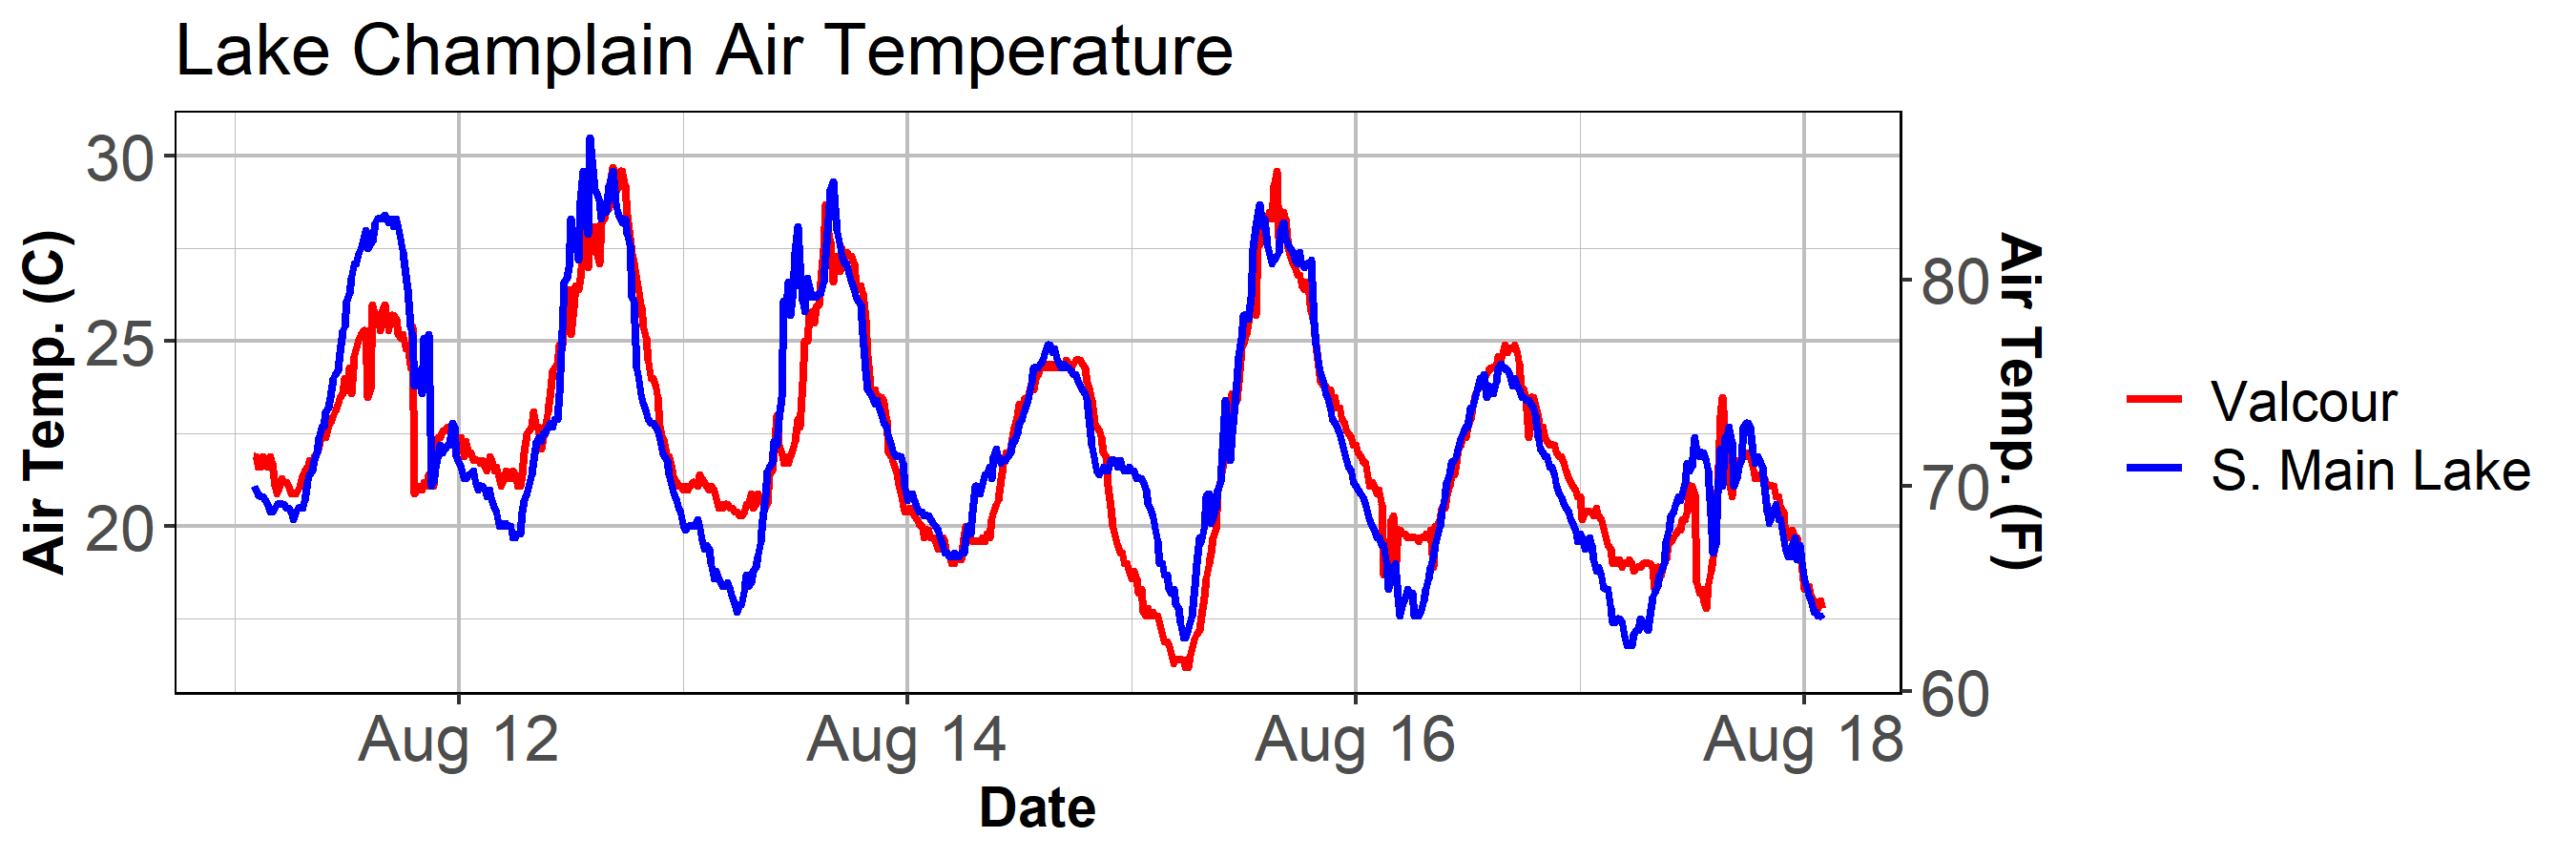 Lake Champlain Air Temperature
Air Temp. (C)
30
25
20
Air Temp. (F)
80
70
60
Aug 12
Aug 14
Aug 16
Aug 18
Date
Valcour
S. Main Lake